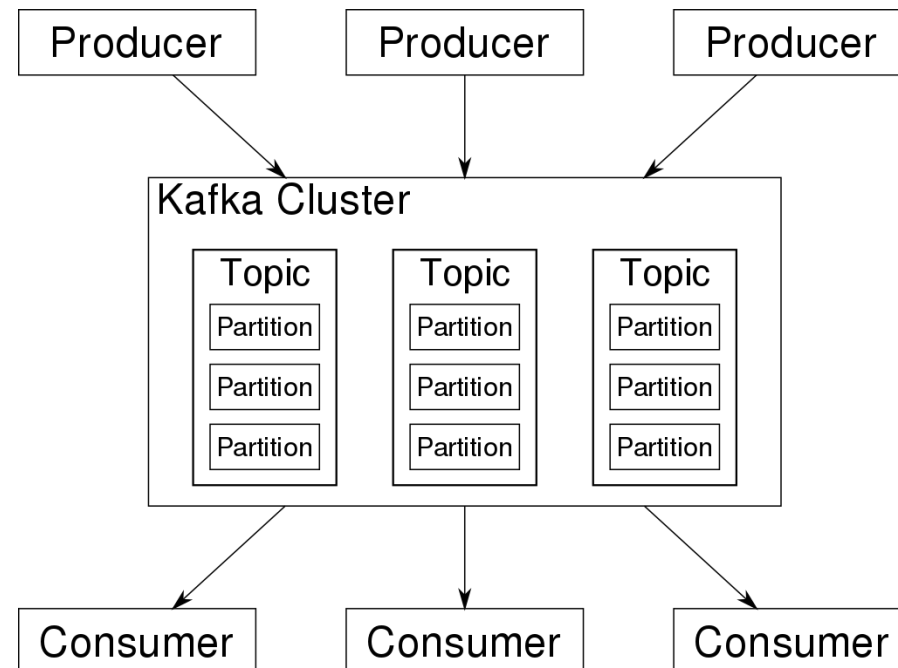 Producer
Producer
Producer
Kafka Cluster
Topic
Partition
Partition
Partition
Topic
Partition
Partition
Partition
Topic
Partition
Partition
Partition
Consumer
Consumer
Consumer